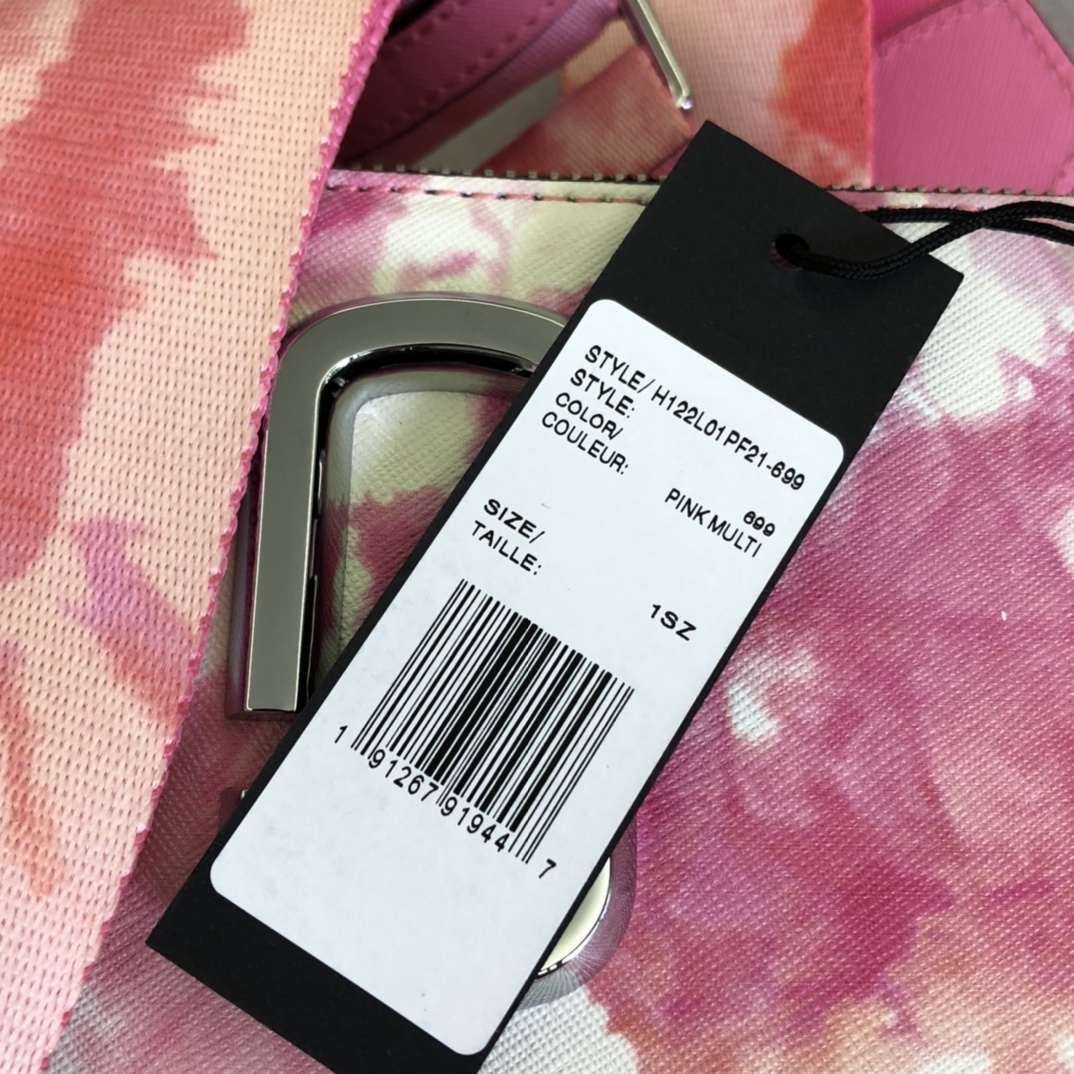 STYLE/ H122L01PF21-699
STYLE:
COLOR/
COULEUR:
699
PINK MULTI
SIZE/
TAILLE:
1SZ
1 91267 91944 7